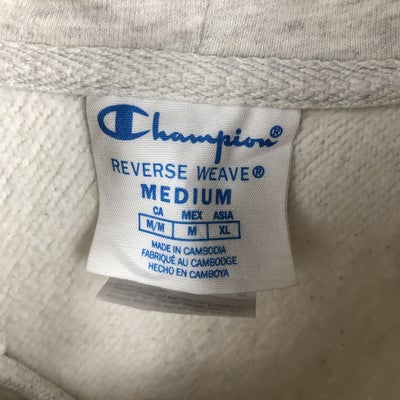 Champion®
REVERSE WEAVE®
MEDIUM
CA MEX ASIA
M/M M XL
MADE IN CAMBODIA
FABRIQUÉ AU CAMBODGE
HECHO EN CAMBOYA